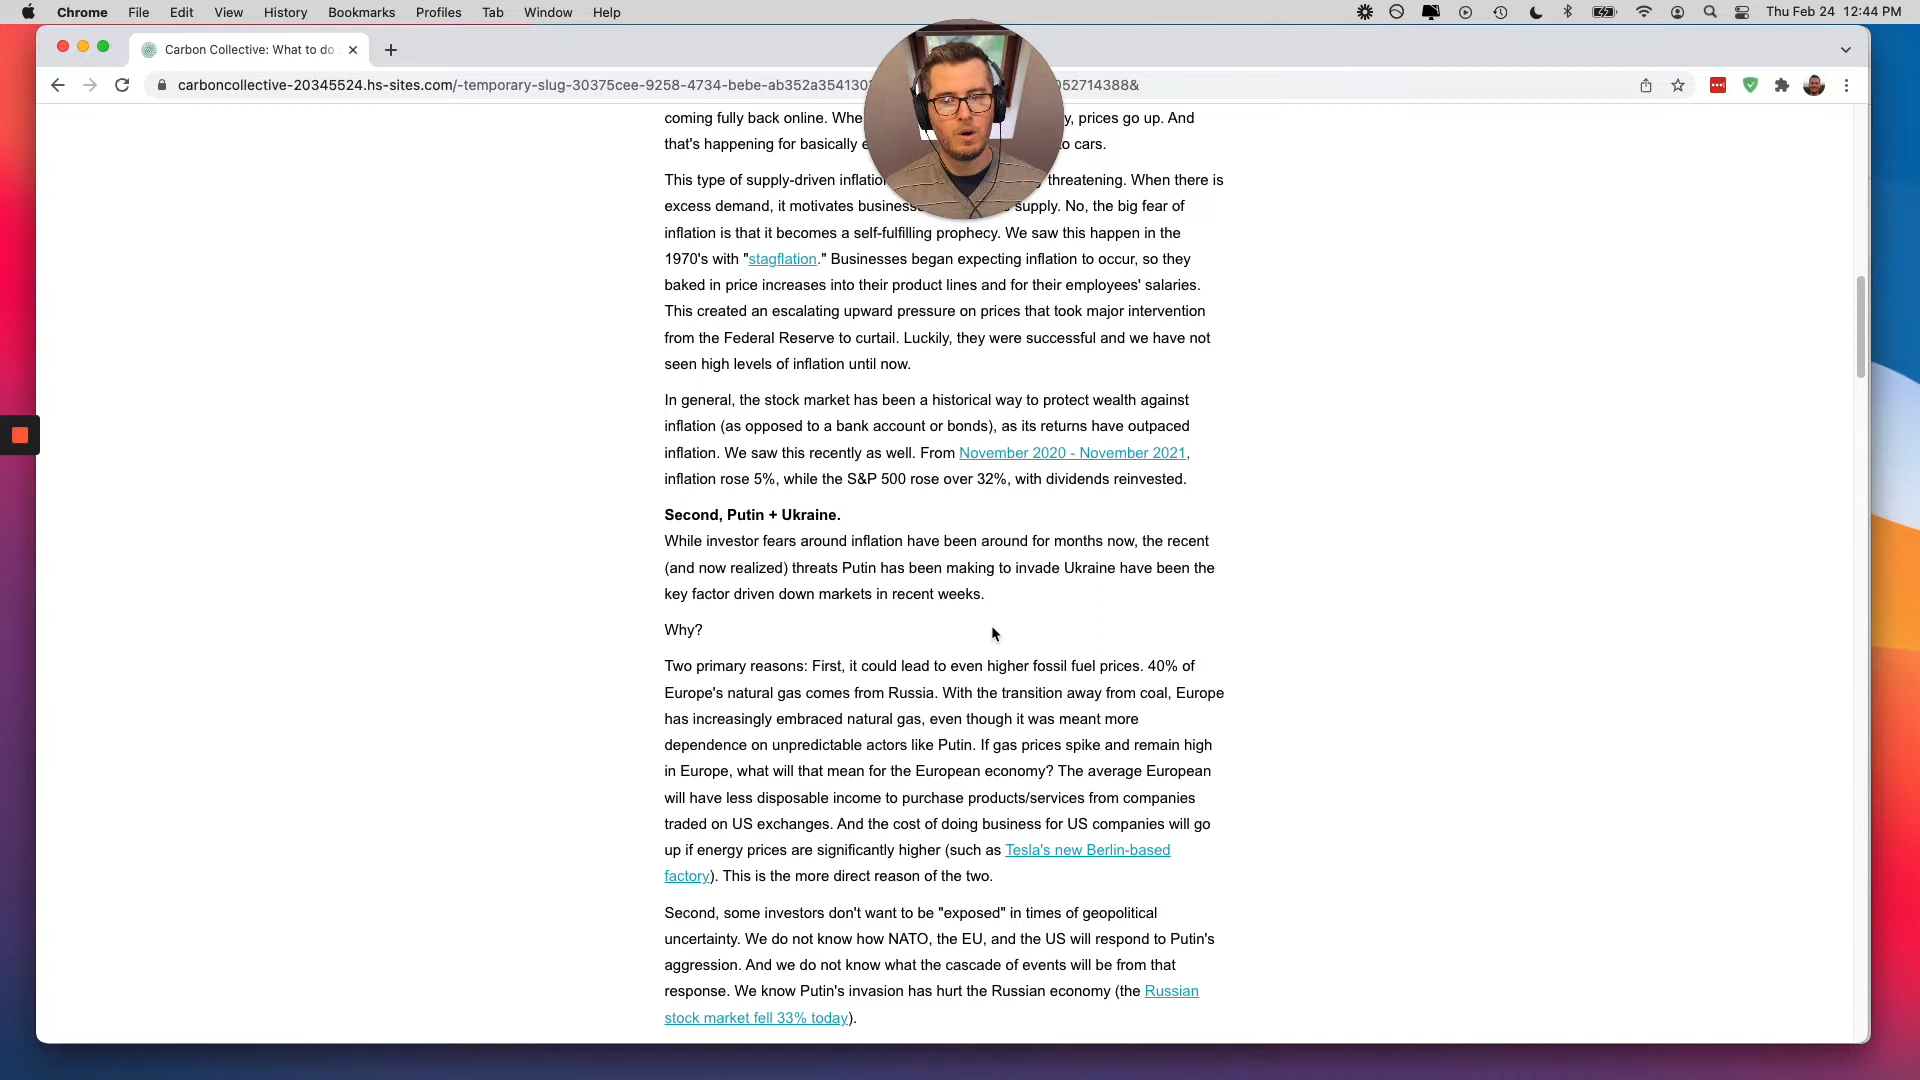 Chrome File Edit View History Bookmarks Profiles Tab Window Help Thu Feb 24 12:44 PM
Carbon Collective: What to do
carboncollective-20345524.hs-sites.com/-temporary-slug-30375cee-9258-4734-bebe-ab352a354130 052714388&
coming fully back online. Whe y, prices go up. And
that's happening for basically e to cars.
This type of supply-driven inflation threatening. When there is
excess demand, it motivates business supply. No, the big fear of
inflation is that it becomes a self-fulfilling prophecy. We saw this happen in the
1970's with "stagflation." Businesses began expecting inflation to occur, so they
baked in price increases into their product lines and for their employees' salaries.
This created an escalating upward pressure on prices that took major intervention
from the Federal Reserve to curtail. Luckily, they were successful and we have not
seen high levels of inflation until now.
In general, the stock market has been a historical way to protect wealth against
inflation (as opposed to a bank account or bonds), as its returns have outpaced
inflation. We saw this recently as well. From November 2020 - November 2021,
inflation rose 5%, while the S&P 500 rose over 32%, with dividends reinvested.
Second, Putin + Ukraine.
While investor fears around inflation have been around for months now, the recent
(and now realized) threats Putin has been making to invade Ukraine have been the
key factor driven down markets in recent weeks.
Why?
Two primary reasons: First, it could lead to even higher fossil fuel prices. 40% of
Europe's natural gas comes from Russia. With the transition away from coal, Europe
has increasingly embraced natural gas, even though it was meant more
dependence on unpredictable actors like Putin. If gas prices spike and remain high
in Europe, what will that mean for the European economy? The average European
will have less disposable income to purchase products/services from companies
traded on US exchanges. And the cost of doing business for US companies will go
up if energy prices are significantly higher (such as Tesla's new Berlin-based
factory). This is the more direct reason of the two.
Second, some investors don't want to be "exposed" in times of geopolitical
uncertainty. We do not know how NATO, the EU, and the US will respond to Putin's
aggression. And we do not know what the cascade of events will be from that
response. We know Putin's invasion has hurt the Russian economy (the Russian
stock market fell 33% today).